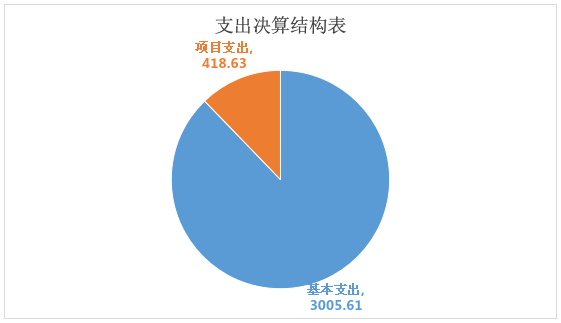 支出决算结构表
项目支出,
418.63
基本支出,
3005.61